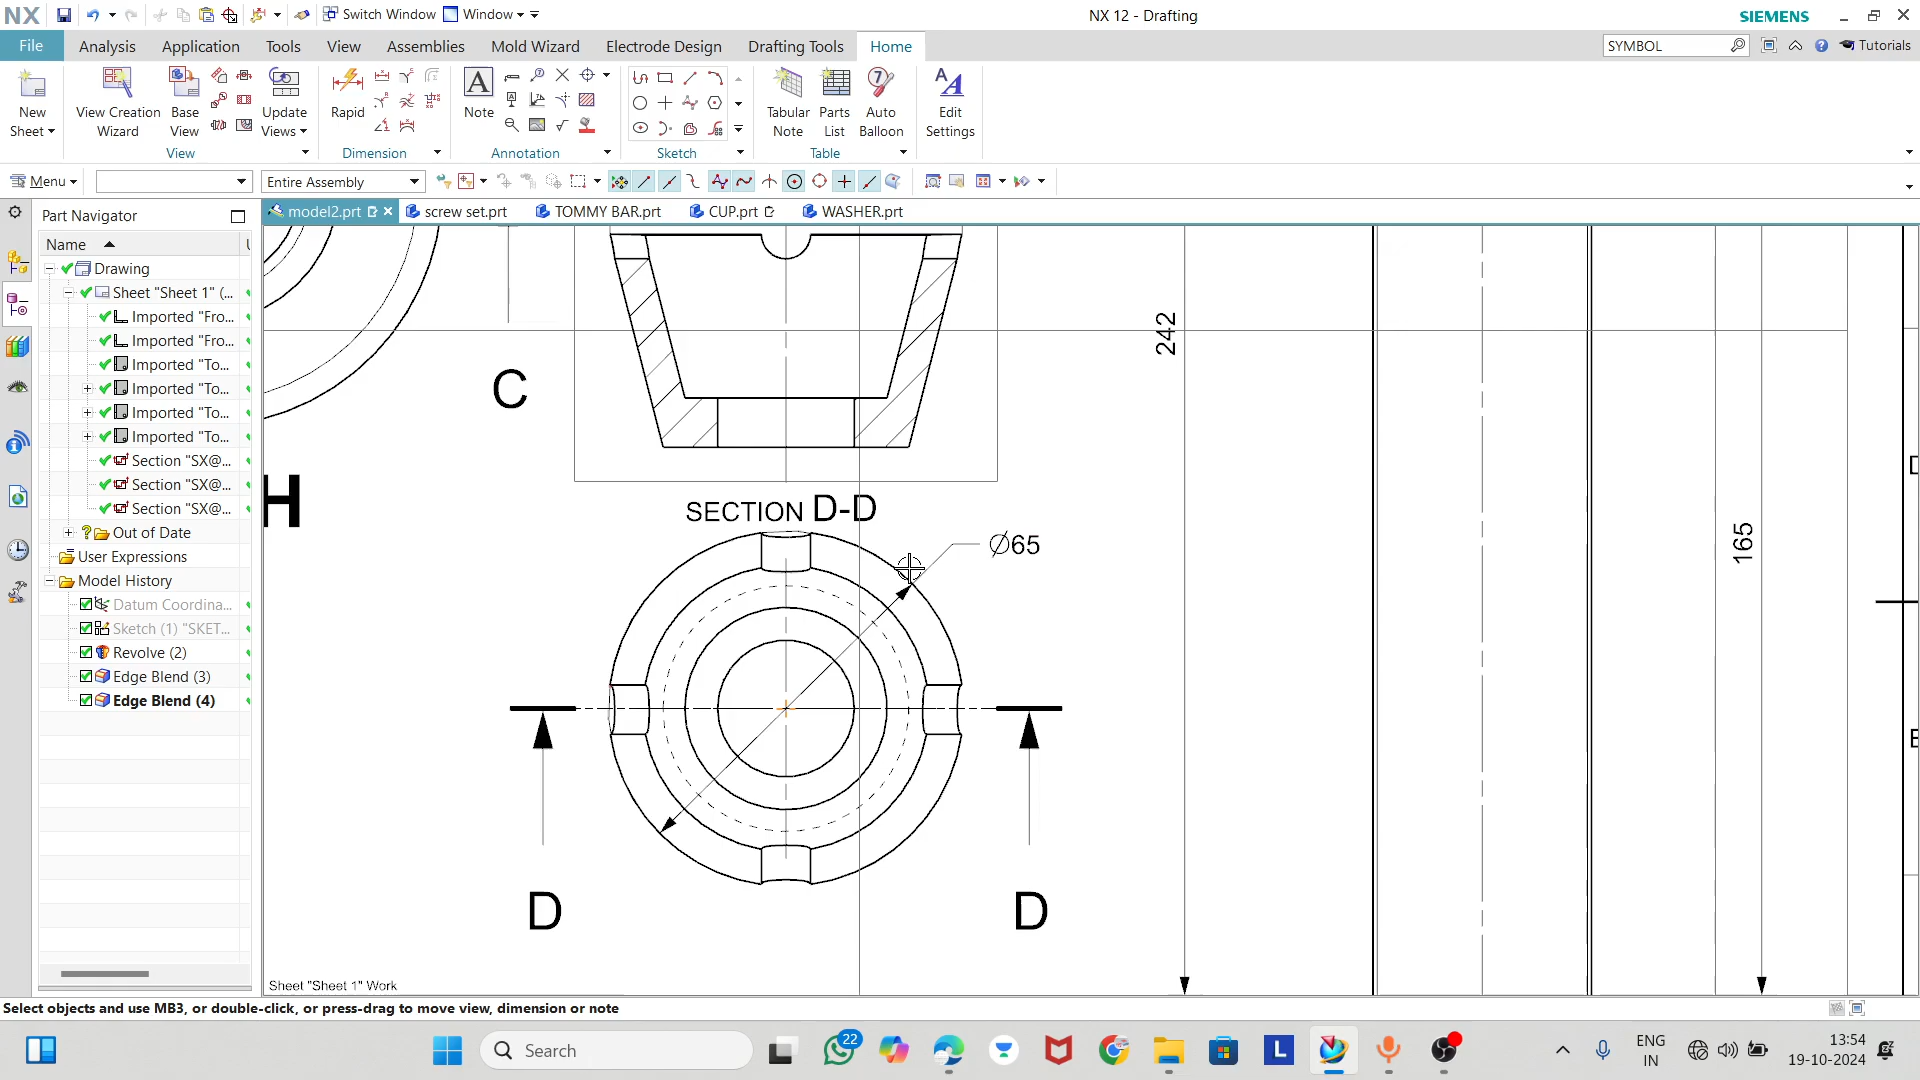 NX
Switch Window
Window
NX 12 - Drafting
SIEMENS
File
Analysis
Application
Tools
View
Assemblies
Mold Wizard
Electrode Design
Drafting Tools
Home
SYMBOL
Tutorials
New
Sheet
View Creation
Wizard
Base
View
Update
Views
Rapid
Note
Tabular
Note
Parts
List
Auto
Balloon
Edit
Settings
View
Dimension
Annotation
Sketch
Table
Menu
Entire Assembly
Part Navigator
model2.prt
screw set.prt
TOMMY BAR.prt
CUP.prt
WASHER.prt
Name
Drawing
Sheet "Sheet 1" (...
Imported "Fro...
Imported "Fro...
Imported "To...
Imported "To...
Imported "To...
Imported "To...
Section "SX@...
Section "SX@...
Section "SX@...
Out of Date
User Expressions
Model History
Datum Coordina...
Sketch (1) "SKET...
Revolve (2)
Edge Blend (3)
Edge Blend (4)
C
H
242
165
SECTION D-D
Ø65
D
D
Sheet "Sheet 1" Work
Select objects and use MB3, or double-click, or press-drag to move view, dimension or note
Search
22
L
ENG
IN
13:54
19-10-2024